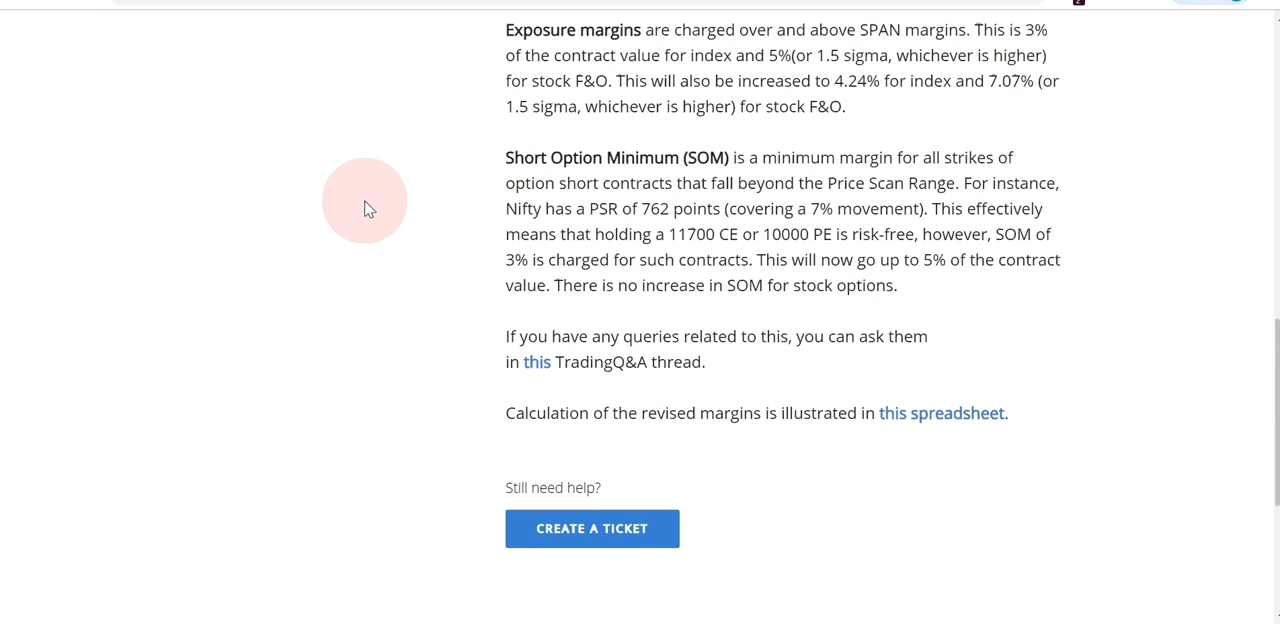 Exposure margins are charged over and above SPAN margins. This is 3%
of the contract value for index and 5%(or 1.5 sigma, whichever is higher)
for stock F&O. This will also be increased to 4.24% for index and 7.07% (or
1.5 sigma, whichever is higher) for stock F&O.
Short Option Minimum (SOM) is a minimum margin for all strikes of
option short contracts that fall beyond the Price Scan Range. For instance,
Nifty has a PSR of 762 points (covering a 7% movement). This effectively
means that holding a 11700 CE or 10000 PE is risk-free, however, SOM of
3% is charged for such contracts. This will now go up to 5% of the contract
value. There is no increase in SOM for stock options.
If you have any queries related to this, you can ask them
in this TradingQ&A thread.
Calculation of the revised margins is illustrated in this spreadsheet.
Still need help?
CREATE A TICKET